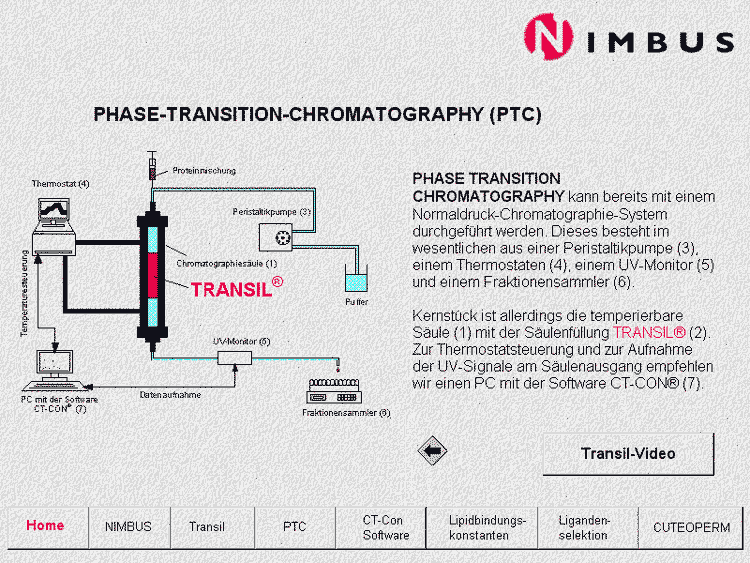 NIMBUS
PHASE-TRANSITION-CHROMATOGRAPHY (PTC)
Proteinmischung
Thermostat (4)
Peristaltikpumpe (3)
Chromatographiesäule (1)
TRANSIL®
Puffer
Temperatursteuerung
UV-Monitor (5)
Datenaufnahme
PC mit der Software
CT-CON® (7)
Fraktionensammler (6)
PHASE TRANSITION
CHROMATOGRAPHY kann bereits mit einem
Normaldruck-Chromatographie-System
durchgeführt werden. Dieses besteht im
wesentlichen aus einer Peristaltikpumpe (3),
einem Thermostaten (4), einem UV-Monitor (5)
und einem Fraktionensammler (6).
Kernstück ist allerdings die temperierbare
Säule (1) mit der Säulenfüllung TRANSIL® (2).
Zur Thermostatsteuerung und zur Aufnahme
der UV-Signale am Säulenausgang empfehlen
wir einen PC mit der Software CT-CON® (7).
Transil-Video
Home
NIMBUS
Transil
PTC
CT-Con
Software
Lipidbindungs-
konstanten
Liganden-
selektion
CUTEOPERM